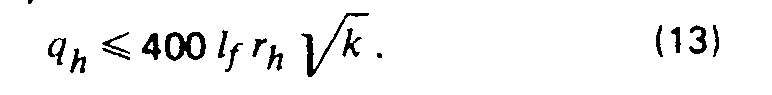 q_h ≤ 400 l_f r_h √k. (13)